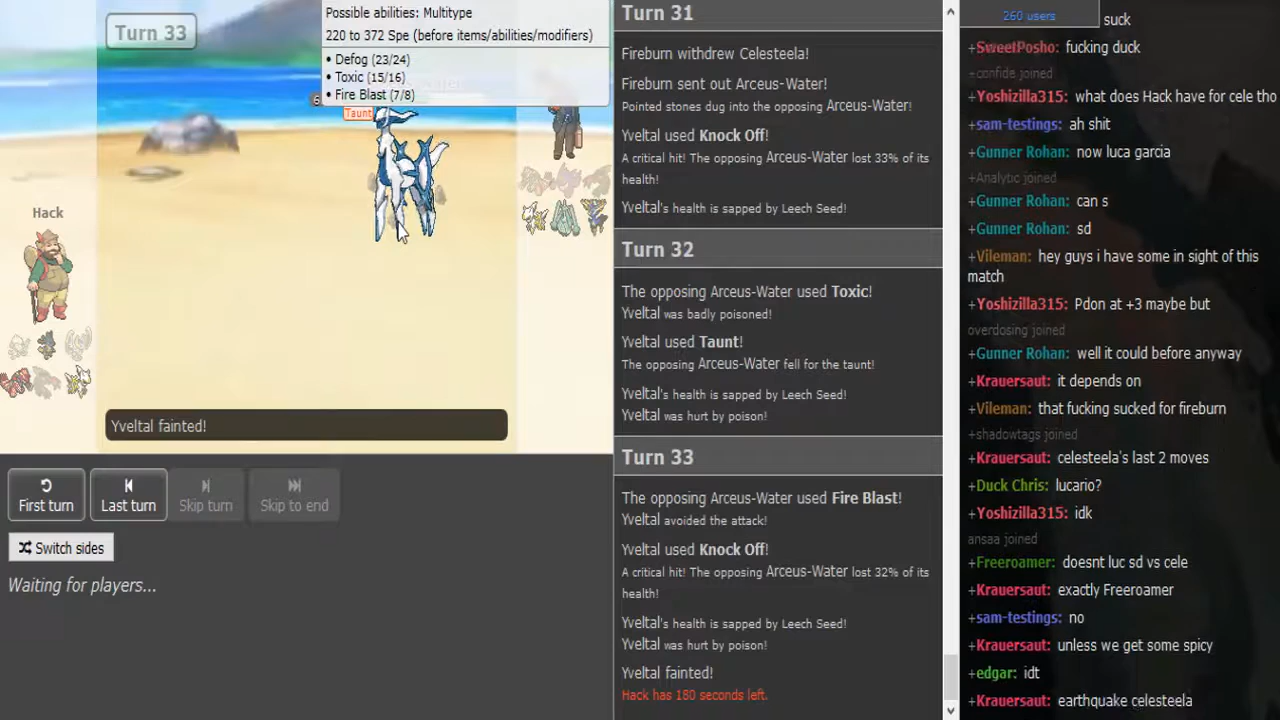 Turn 33
Possible abilities: Multitype
220 to 372 Spe (before items/abilities/modifiers)
• Defog (23/24)
• Toxic (15/16)
• Fire Blast (7/8)
Taunt
Hack
Yveltal fainted!
First turn
Last turn
Skip turn
Skip to end
Switch sides
Waiting for players...
Turn 31
Fireburn withdrew Celesteela!
Fireburn sent out Arceus-Water!
Pointed stones dug into the opposing Arceus-Water!
Yveltal used Knock Off!
A critical hit! The opposing Arceus-Water lost 33% of its
health!
Yveltal's health is sapped by Leech Seed!
Turn 32
The opposing Arceus-Water used Toxic!
Yveltal was badly poisoned!
Yveltal used Taunt!
The opposing Arceus-Water fell for the taunt!
Yveltal's health is sapped by Leech Seed!
Yveltal was hurt by poison!
Turn 33
The opposing Arceus-Water used Fire Blast!
Yveltal avoided the attack!
Yveltal used Knock Off!
A critical hit! The opposing Arceus-Water lost 32% of its
health!
Yveltal's health is sapped by Leech Seed!
Yveltal was hurt by poison!
Yveltal fainted!
Hack has 180 seconds left.
260 users
suck
+SweetPosho: fucking duck
+confide joined
+Yoshizilla315: what does Hack have for cele tho
+sam-testings: ah shit
+Gunner Rohan: now luca garcia
+Analytic joined
+Gunner Rohan: can s
+Gunner Rohan: sd
+Vileman: hey guys i have some in sight of this
match
+Yoshizilla315: Pdon at +3 maybe but
overdosing joined
+Gunner Rohan: well it could before anyway
+Krauersaut: it depends on
+Vileman: that fucking sucked for fireburn
+shadowtags joined
+Krauersaut: celesteela's last 2 moves
+Duck Chris: lucario?
+Yoshizilla315: idk
ansaa joined
+Freeroamer: doesnt luc sd vs cele
+Krauersaut: exactly Freeroamer
+sam-testings: no
+Krauersaut: unless we get some spicy
+edgar: idt
+Krauersaut: earthquake celesteela